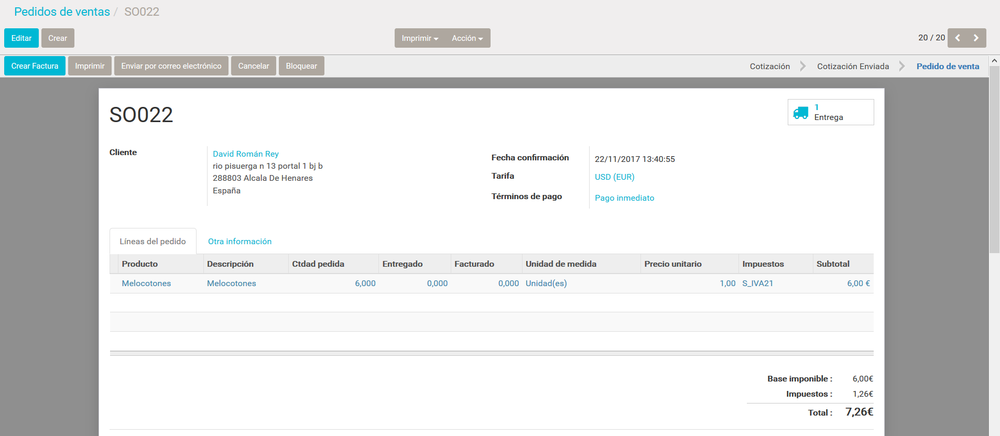 Pedidos de ventas / SO022
Editar Crear Imprimir Acción 20 / 20
Crear Factura Imprimir Enviar por correo electrónico Cancelar Bloquear Cotización Cotización Enviada Pedido de venta
SO022
1
Entrega
Cliente
David Román Rey
rio pisuerga n 13 portal 1 bj b
288803 Alcala De Henares
España
Fecha confirmación 22/11/2017 13:40:55
Tarifa USD (EUR)
Términos de pago Pago inmediato
Líneas del pedido Otra información
Producto Descripción Ctdad pedida Entregado Facturado Unidad de medida Precio unitario Impuestos Subtotal
Melocotones Melocotones 6,000 0,000 0,000 Unidad(es) 1,00 S_IVA21 6,00 €
Base imponible : 6,00€
Impuestos : 1,26€
Total : 7,26€